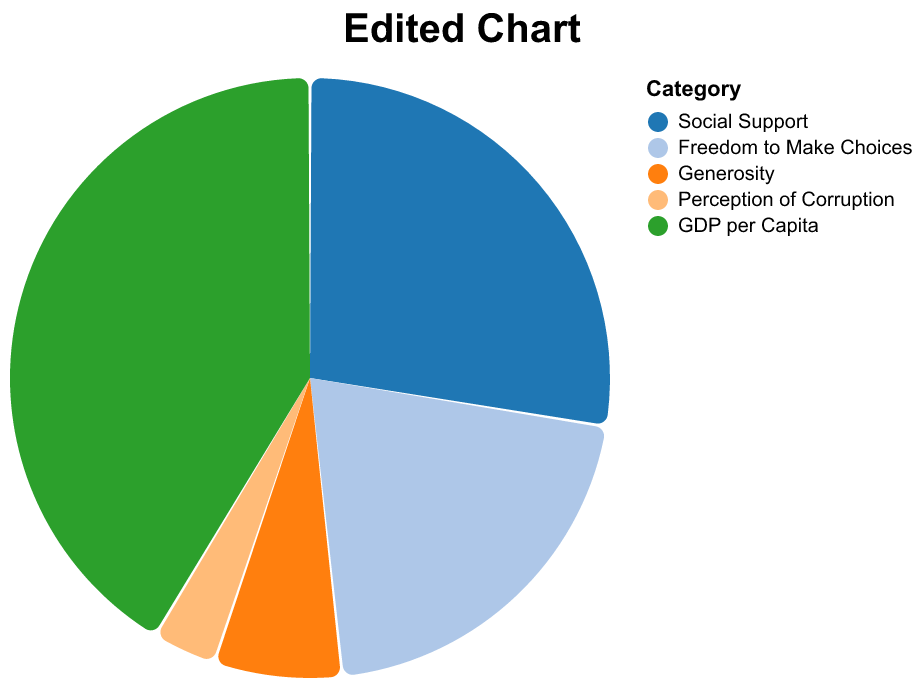 Edited Chart
Category
Social Support
Freedom to Make Choices
Generosity
Perception of Corruption
GDP per Capita